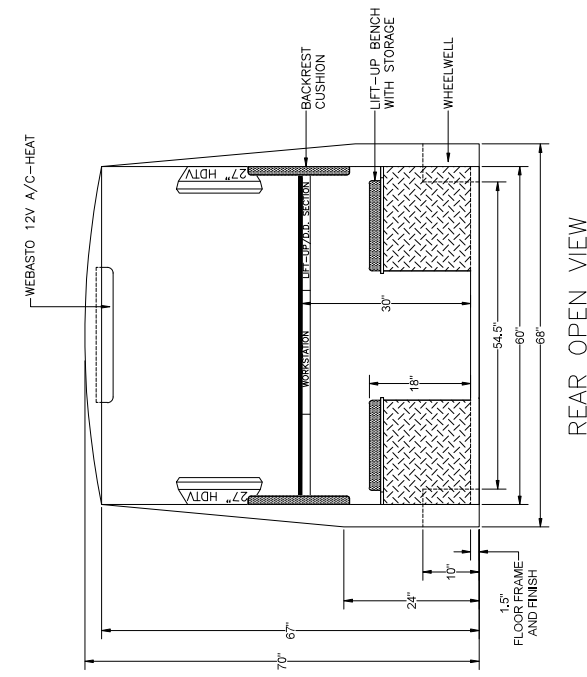 WEBASTO 12V A/C-HEAT
27" HDTV
27" HDTV
BACKREST
CUSHION
LIFT-UP BENCH
WITH STORAGE
WHEELWELL
WORKSTATION
LIFT-UP/D.D. SECTION
30"
18"
54.5"
60"
68"
10"
24"
67"
70"
1.5"
FLOOR FRAME
AND FINISH
REAR OPEN VIEW